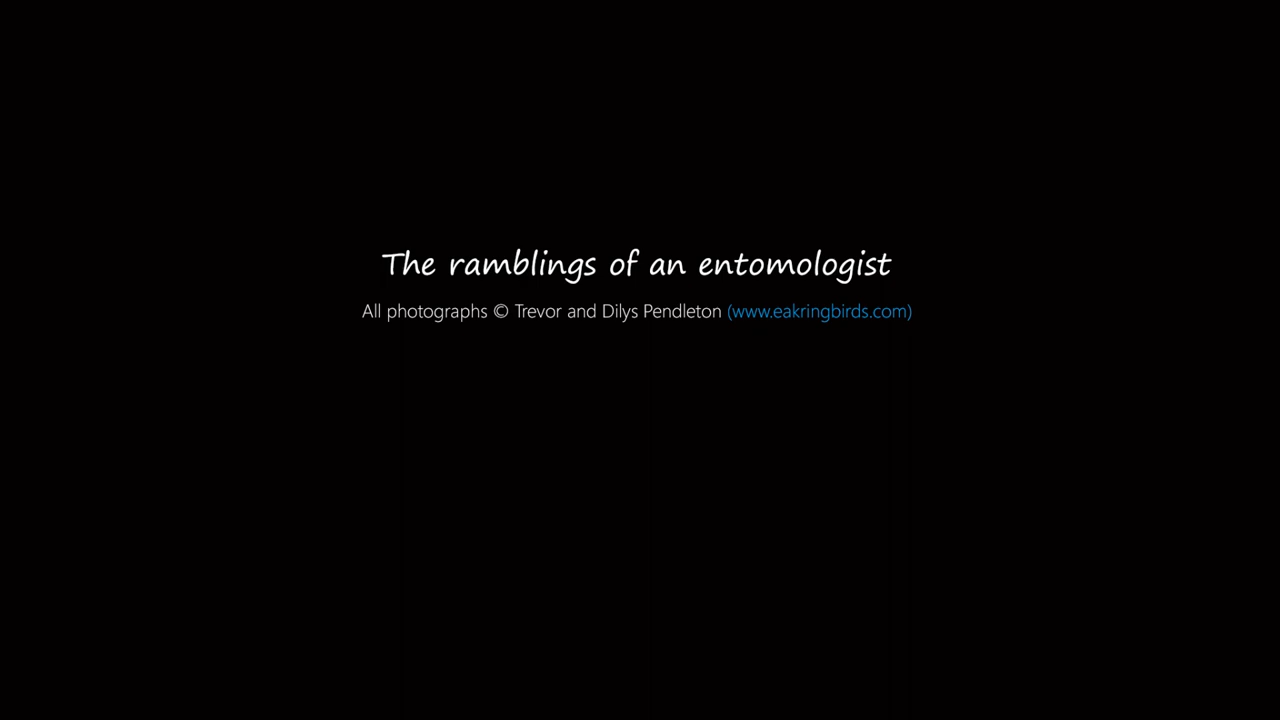 The ramblings of an entomologist
All photographs © Trevor and Dilys Pendleton (www.eakringbirds.com)